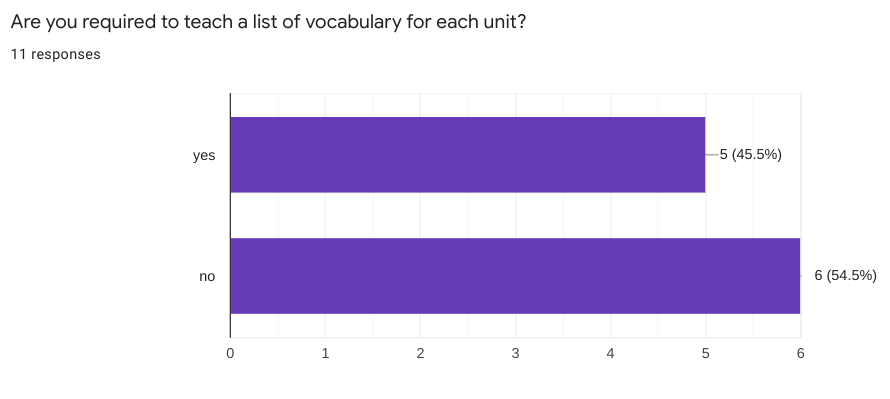 Are you required to teach a list of vocabulary for each unit?
11 responses
yes
5 (45.5%)
no
6 (54.5%)
0 1 2 3 4 5 6